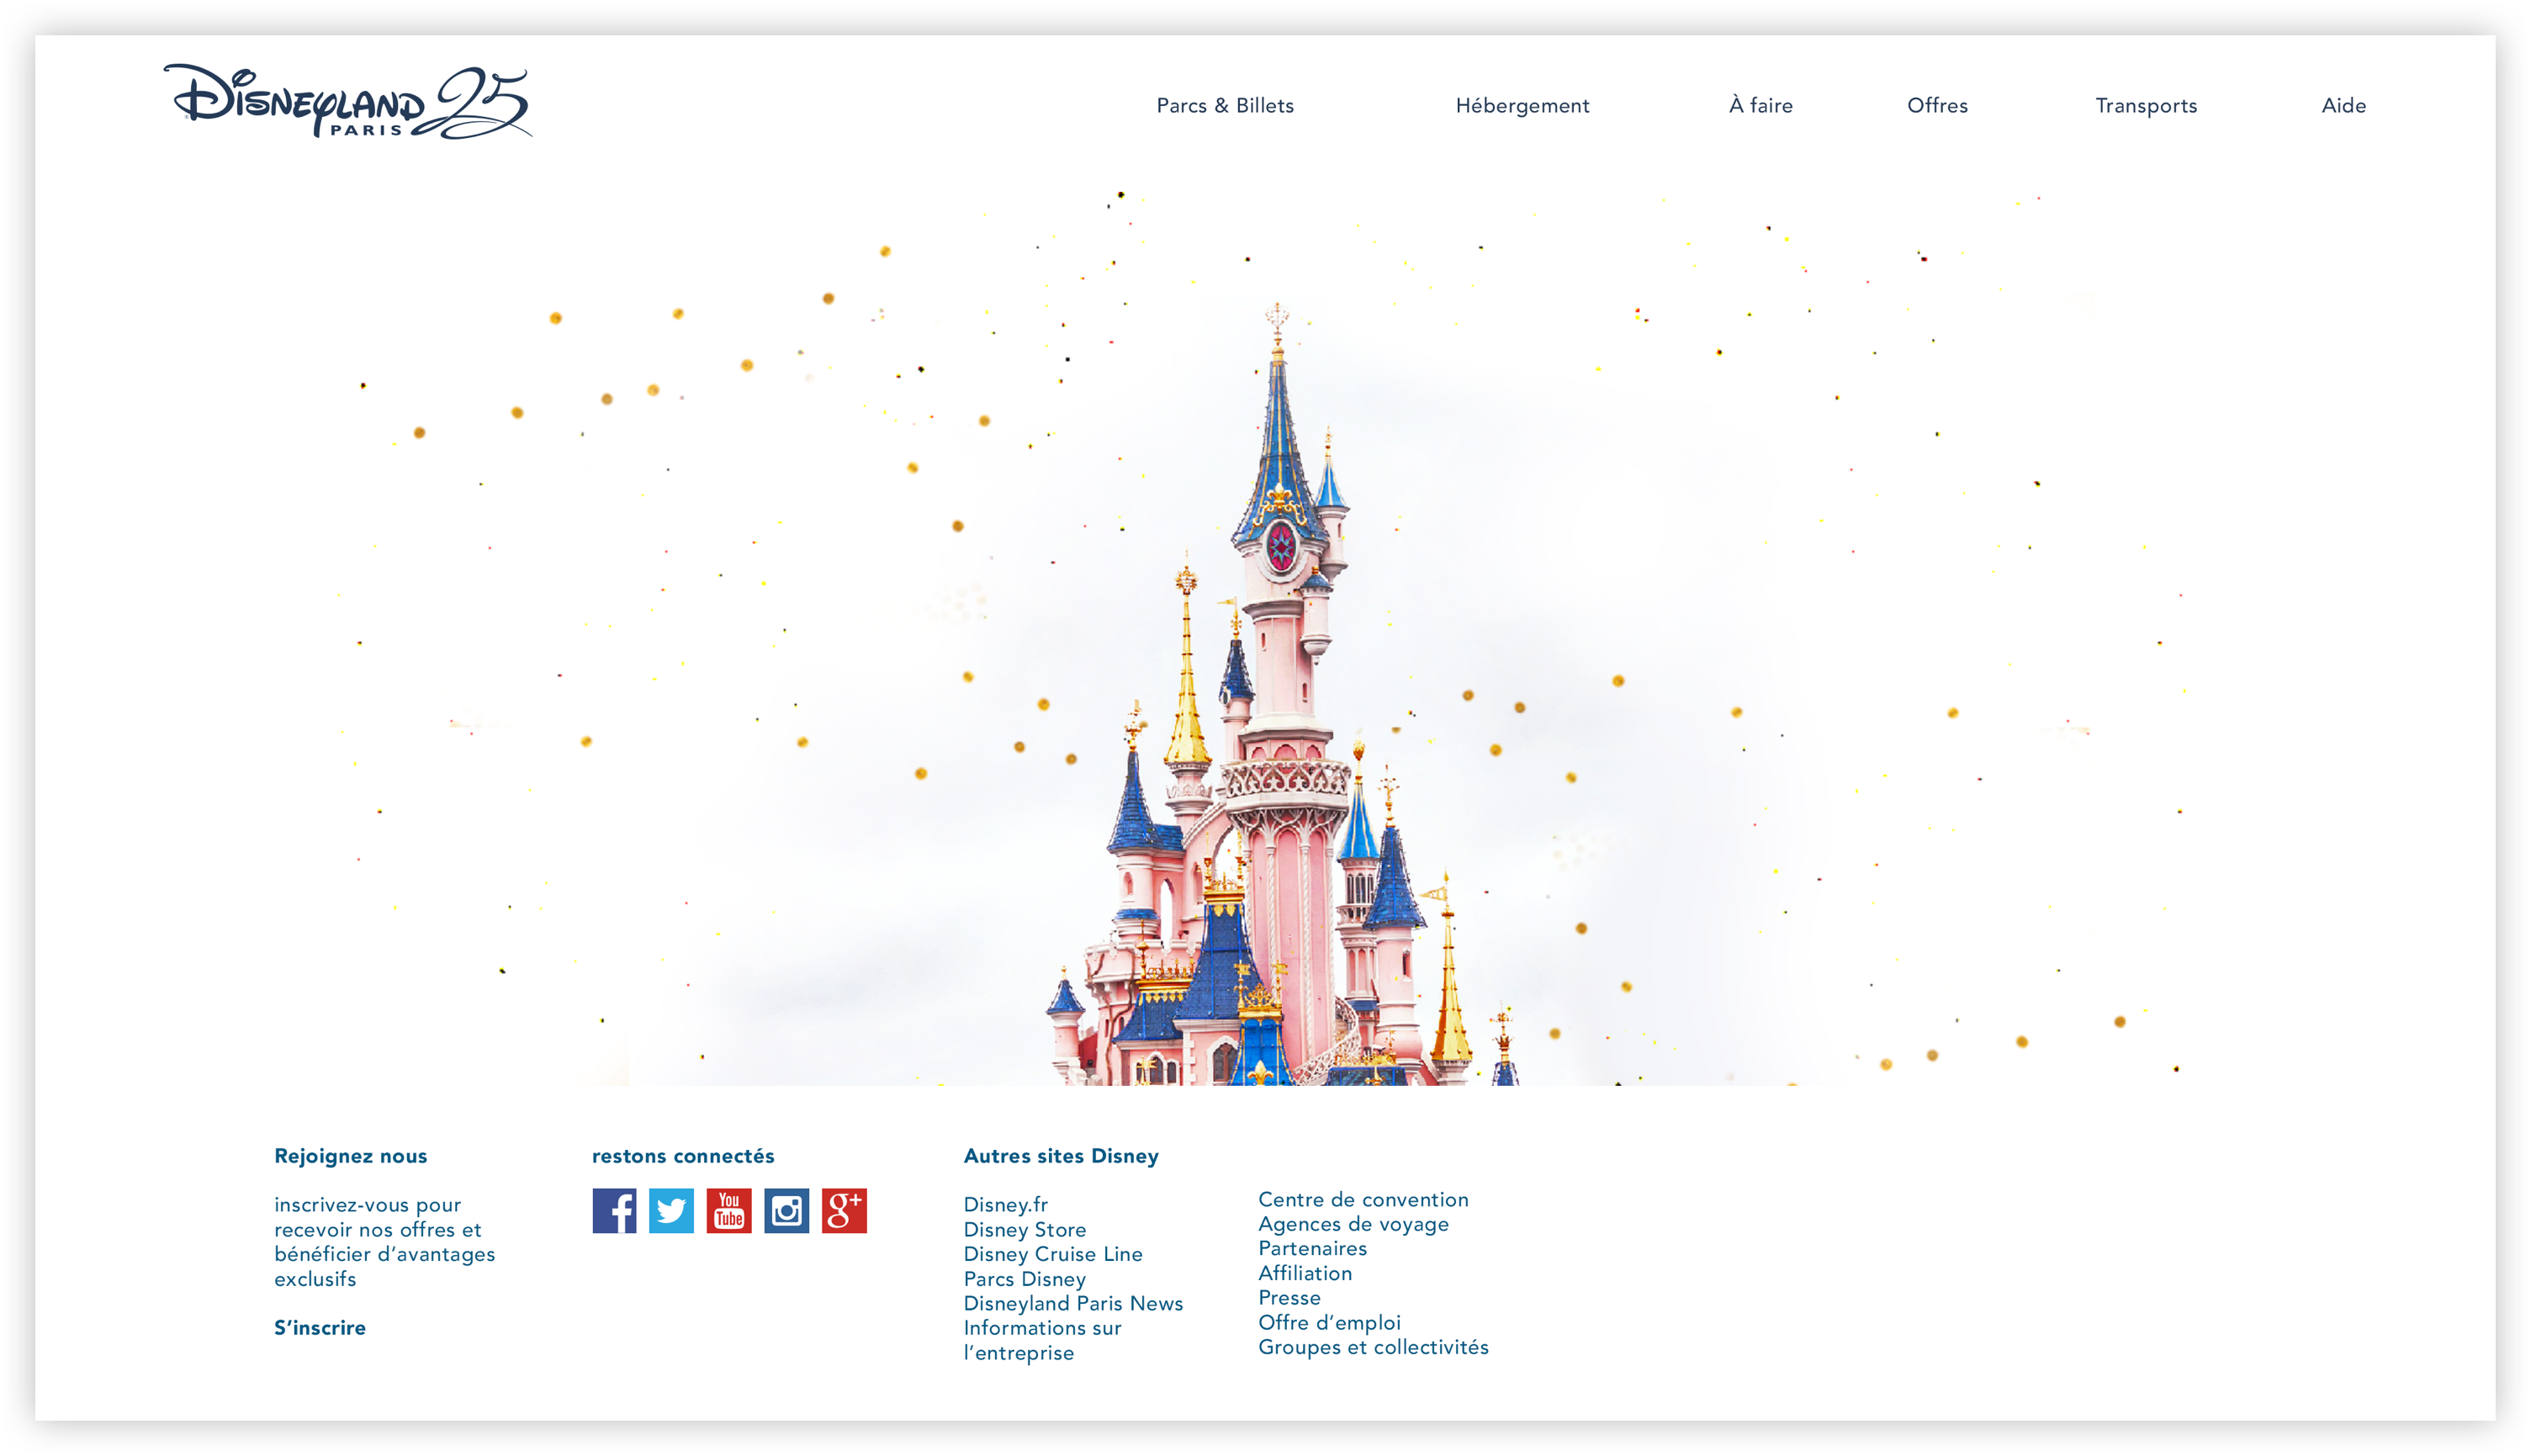 Disneyland 25
PARIS
Parcs & Billets
Hébergement
À faire
Offres
Transports
Aide
Rejoignez nous
inscrivez-vous pour
recevoir nos offres et
bénéficier d’avantages
exclusifs
S’inscrire
restons connectés
f
You
Tube
g+
Autres sites Disney
Disney.fr
Disney Store
Disney Cruise Line
Parcs Disney
Disneyland Paris News
Informations sur
l’entreprise
Centre de convention
Agences de voyage
Partenaires
Affiliation
Presse
Offre d’emploi
Groupes et collectivités